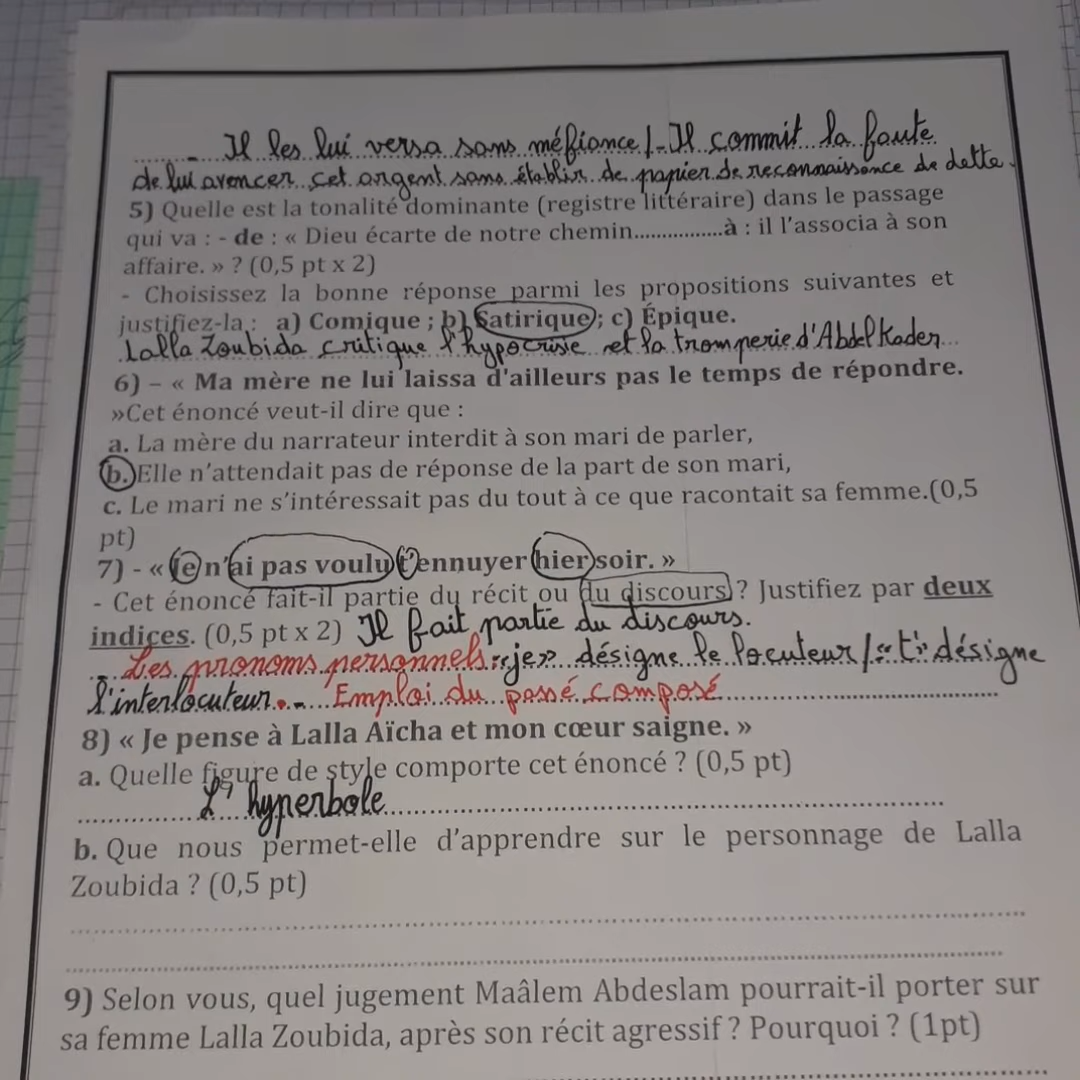 - Il les lui versa sans méfiance / - Il commit la faute
de lui avencer cet argent sans établir de papier de reconnaissance de dette.
5) Quelle est la tonalité dominante (registre littéraire) dans le passage
qui va : - de : « Dieu écarte de notre chemin................à : il l'associa à son
affaire. » ? (0,5 pt x 2)
- Choisissez la bonne réponse parmi les propositions suivantes et
justifiez-la : a) Comique ; b) Satirique ; c) Épique.
Lalla Zoubida critique l'hypocrisie et la tromperie d'Abdel Kader
6) – « Ma mère ne lui laissa d'ailleurs pas le temps de répondre.
»Cet énoncé veut-il dire que :
a. La mère du narrateur interdit à son mari de parler,
b. Elle n'attendait pas de réponse de la part de son mari,
c. Le mari ne s'intéressait pas du tout à ce que racontait sa femme.(0,5
pt)
7) - « Je n'ai pas voulu t'ennuyer hier soir. »
- Cet énoncé fait-il partie du récit ou du discours ? Justifiez par deux
indices. (0,5 pt x 2) Il fait partie du discours.
- Les pronoms personnels : «je» désigne le locuteur / «t'» désigne
l'interlocuteur. - Emploi du passé composé
8) « Je pense à Lalla Aïcha et mon cœur saigne. »
a. Quelle figure de style comporte cet énoncé ? (0,5 pt)
L'hyperbole
b. Que nous permet-elle d'apprendre sur le personnage de Lalla
Zoubida ? (0,5 pt)
9) Selon vous, quel jugement Maâlem Abdeslam pourrait-il porter sur
sa femme Lalla Zoubida, après son récit agressif ? Pourquoi ? (1pt)